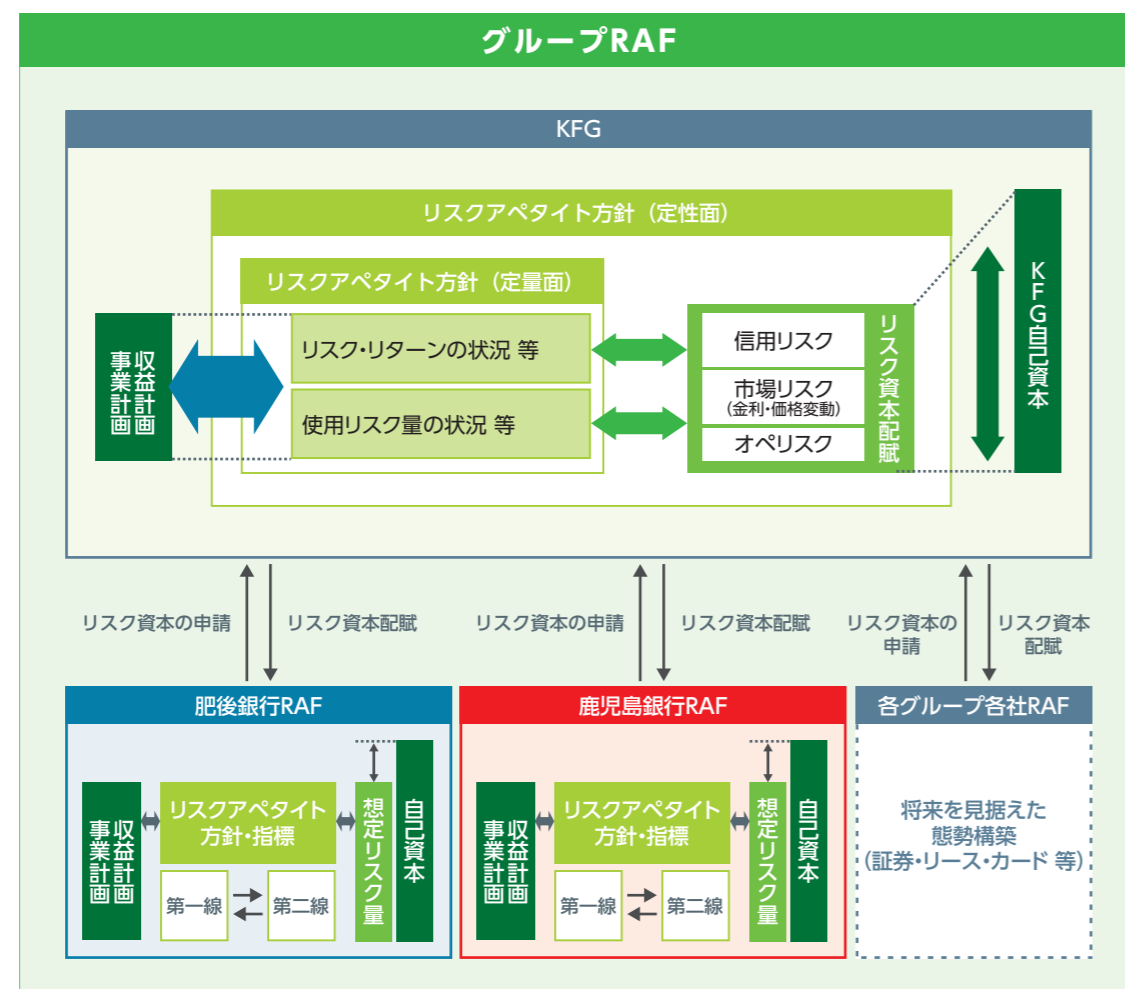 グループRAF
KFG
リスクアペタイト方針（定性面）
リスクアペタイト方針（定量面）
収益計画
事業計画
リスク・リターンの状況 等
使用リスク量の状況 等
信用リスク
市場リスク
（金利・価格変動）
オペリスク
リスク資本配賦
KFG自己資本
リスク資本の申請
リスク資本配賦
リスク資本の申請
リスク資本配賦
リスク資本の
申請
リスク資本
配賦
肥後銀行RAF
収益計画
事業計画
リスクアペタイト
方針・指標
第一線
第二線
想定リスク量
自己資本
鹿児島銀行RAF
収益計画
事業計画
リスクアペタイト
方針・指標
第一線
第二線
想定リスク量
自己資本
各グループ各社RAF
将来を見据えた
態勢構築
（証券・リース・カード 等）